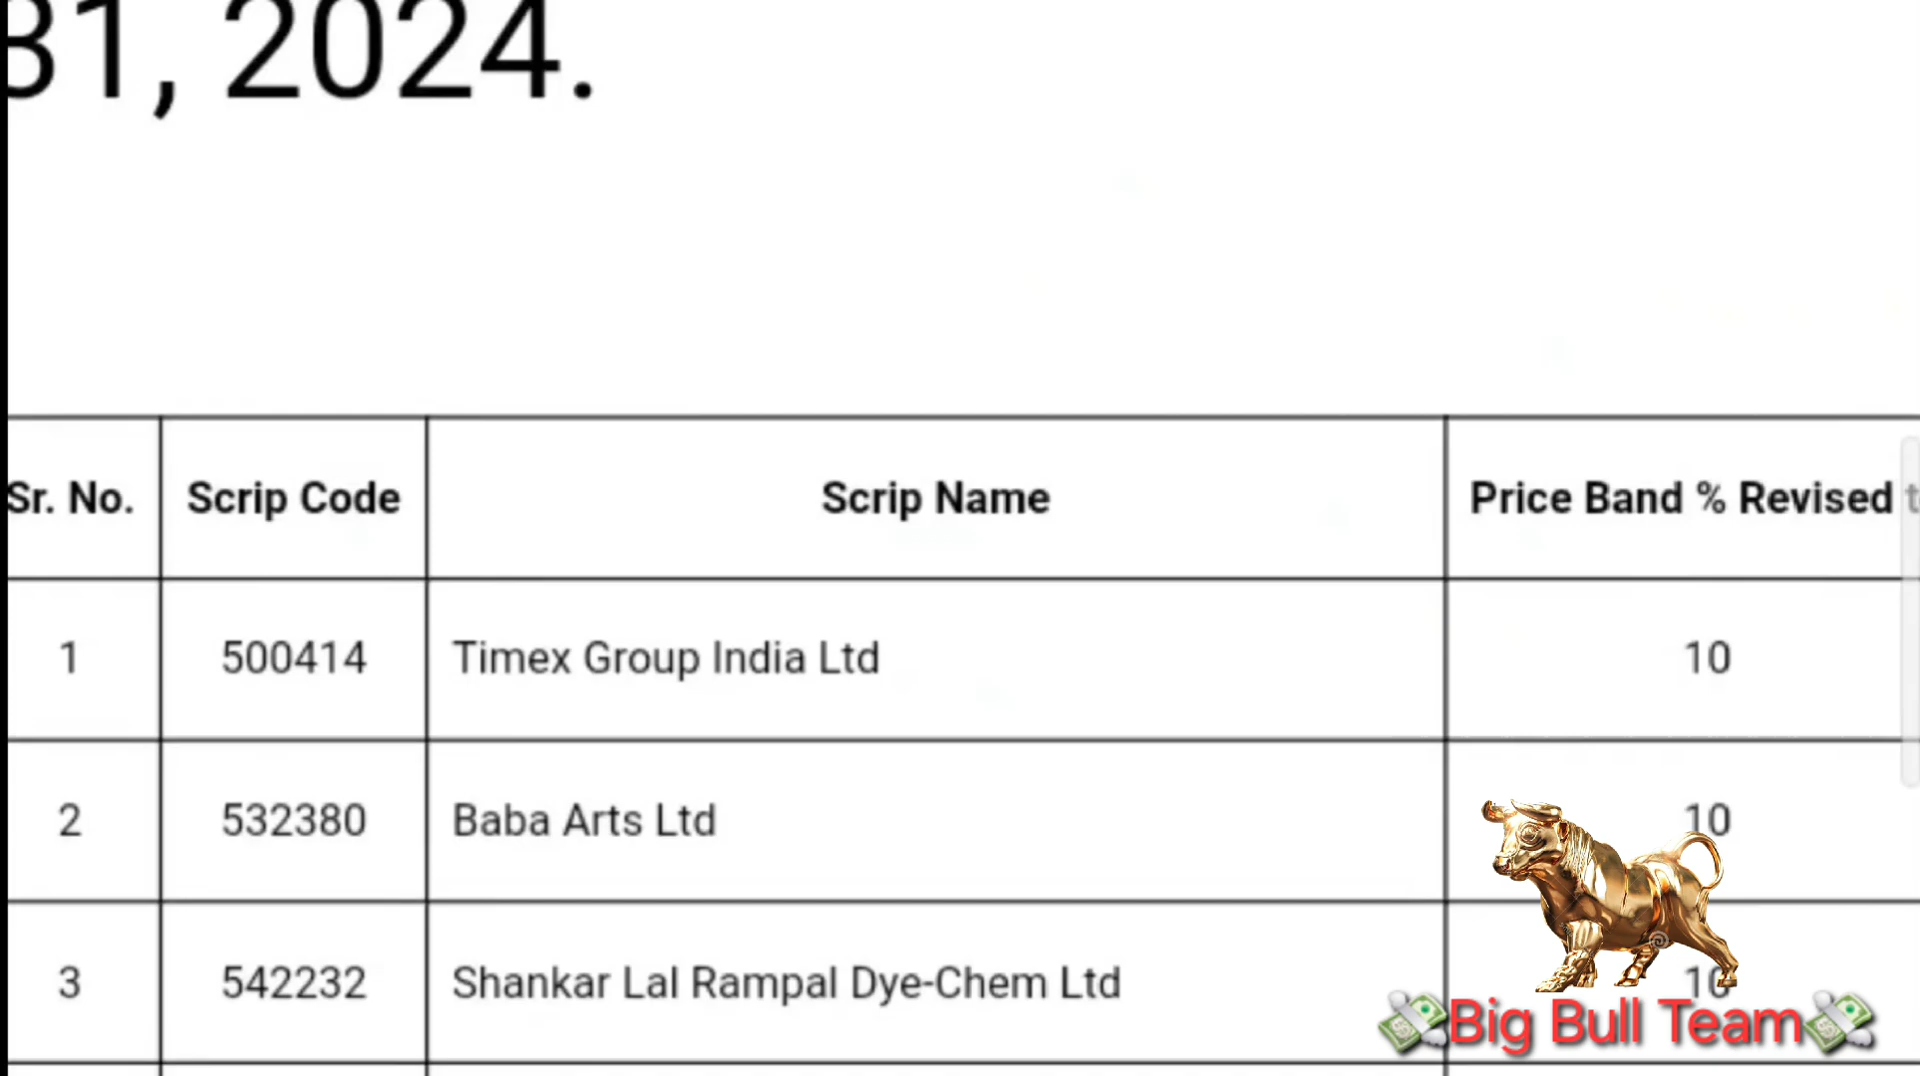 31, 2024.
Sr. No. Scrip Code Scrip Name Price Band % Revised t
1 500414 Timex Group India Ltd 10
2 532380 Baba Arts Ltd 10
3 542232 Shankar Lal Rampal Dye-Chem Ltd 10
Big Bull Team